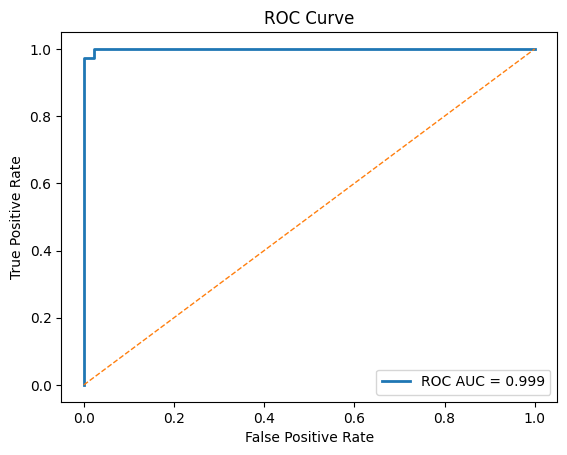 ROC Curve
True Positive Rate
1.0
0.8
0.6
0.4
0.2
0.0
ROC AUC = 0.999
0.0 0.2 0.4 0.6 0.8 1.0
False Positive Rate